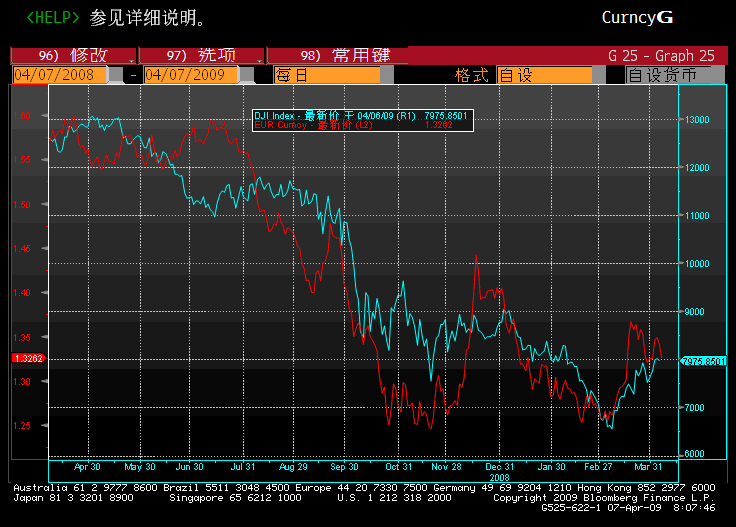 <HELP> 参见详细说明。 CurncyG
96) 修改 97) 选项 98) 常用键 G 25 - Graph 25
04/07/2008 - 04/07/2009 每日 格式 自设 自设货币
DJI Index - 最新价 于 04/06/09 (R1) 7975.8501
EUR Curncy - 最新价 (L2) 1.3262
1.60 13000
1.55 12000
1.50 11000
1.45 10000
1.40 9000
1.35
1.3262 7975.8501
1.30 7000
1.25 6000
Apr 30 May 30 Jun 30 Jul 31 Aug 29 Sep 30 Oct 31 Nov 28 Dec 31 Jan 30 Feb 27 Mar 31
2008
Australia 61 2 9777 8600 Brazil 5511 3048 4500 Europe 44 20 7330 7500 Germany 49 69 9204 1210 Hong Kong 852 2977 6000
Japan 81 3 3201 8900 Singapore 65 6212 1000 U.S. 1 212 318 2000 Copyright 2009 Bloomberg Finance L.P.
G525-622-1 07-Apr-09 8:07:46